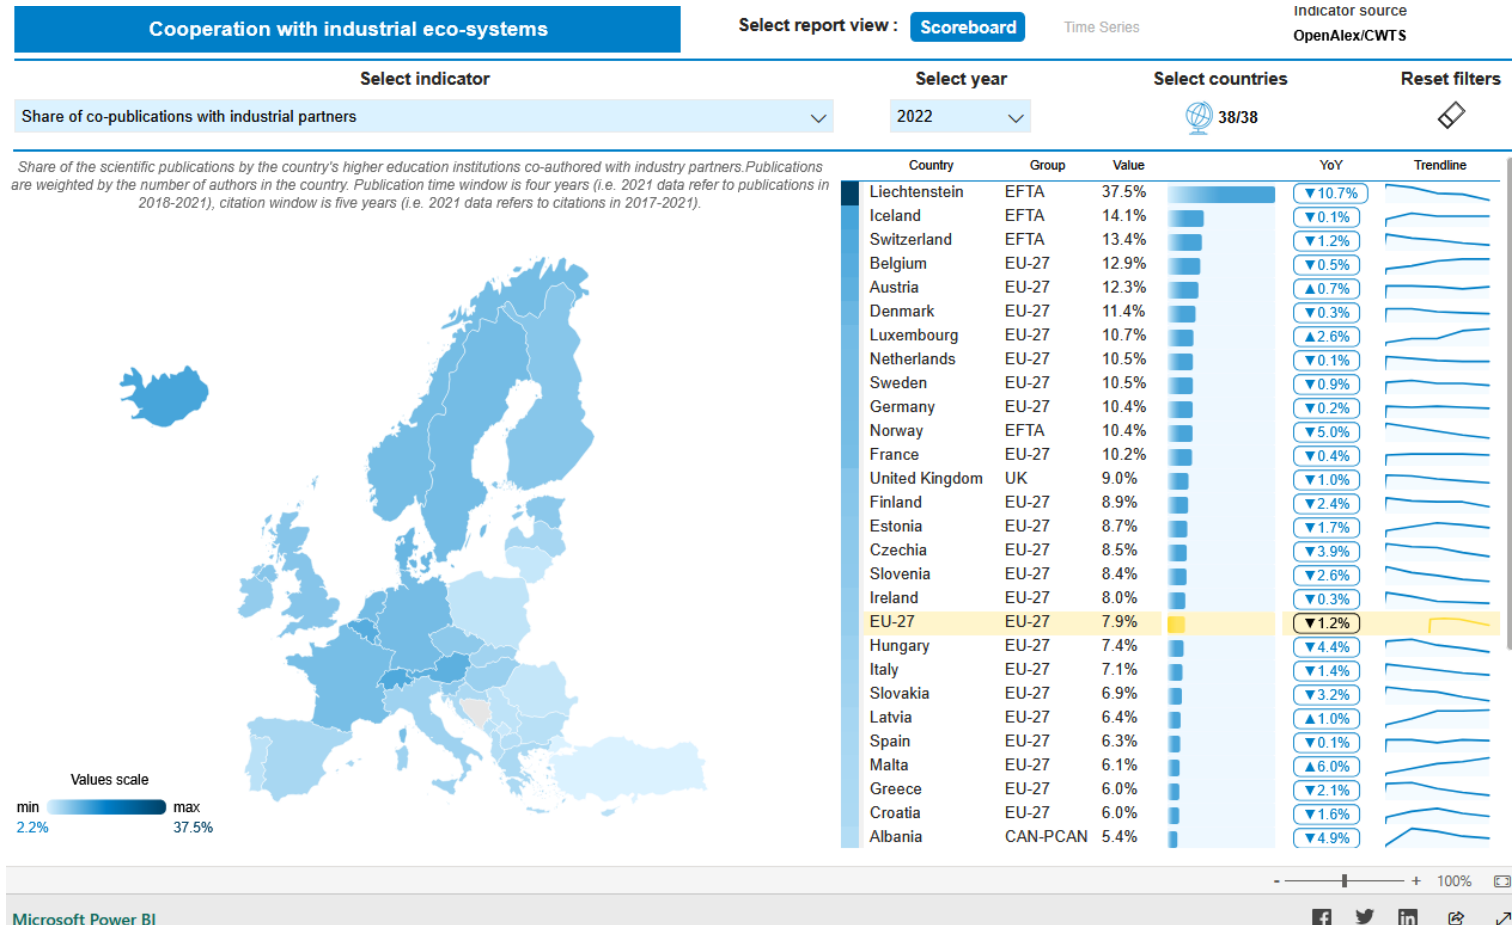 Cooperation with industrial eco-systems
Select report view :
Scoreboard
Time Series
Indicator source
OpenAlex/CWTS
Select indicator
Select year
Select countries
Reset filters
Share of co-publications with industrial partners
2022
38/38
Share of the scientific publications by the country's higher education institutions co-authored with industry partners.Publications
are weighted by the number of authors in the country. Publication time window is four years (i.e. 2021 data refer to publications in
2018-2021), citation window is five years (i.e. 2021 data refers to citations in 2017-2021).
Values scale
min max
2.2% 37.5%
Country Group Value YoY Trendline
Liechtenstein EFTA 37.5% ▼10.7%
Iceland EFTA 14.1% ▼0.1%
Switzerland EFTA 13.4% ▼1.2%
Belgium EU-27 12.9% ▼0.5%
Austria EU-27 12.3% ▲0.7%
Denmark EU-27 11.4% ▼0.3%
Luxembourg EU-27 10.7% ▲2.6%
Netherlands EU-27 10.5% ▼0.1%
Sweden EU-27 10.5% ▼0.9%
Germany EU-27 10.4% ▼0.2%
Norway EFTA 10.4% ▼5.0%
France EU-27 10.2% ▼0.4%
United Kingdom UK 9.0% ▼1.0%
Finland EU-27 8.9% ▼2.4%
Estonia EU-27 8.7% ▼1.7%
Czechia EU-27 8.5% ▼3.9%
Slovenia EU-27 8.4% ▼2.6%
Ireland EU-27 8.0% ▼0.3%
EU-27 EU-27 7.9% ▼1.2%
Hungary EU-27 7.4% ▼4.4%
Italy EU-27 7.1% ▼1.4%
Slovakia EU-27 6.9% ▼3.2%
Latvia EU-27 6.4% ▲1.0%
Spain EU-27 6.3% ▼0.1%
Malta EU-27 6.1% ▲6.0%
Greece EU-27 6.0% ▼2.1%
Croatia EU-27 6.0% ▼1.6%
Albania CAN-PCAN 5.4% ▼4.9%
- + 100%
Microsoft Power BI